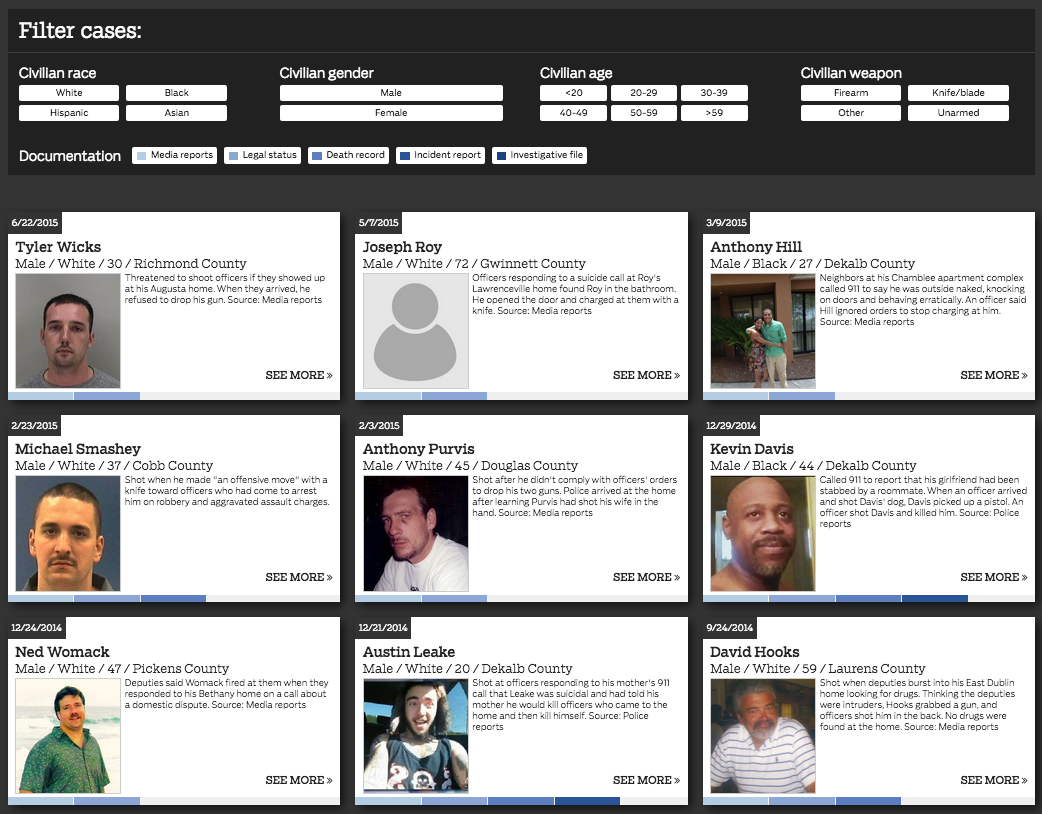 Filter cases:
Civilian race
Civilian gender
Civilian age
Civilian weapon
White
Black
Male
<20
20-29
30-39
Firearm
Knife/blade
Hispanic
Asian
Female
40-49
50-59
>59
Other
Unarmed
Documentation
Media reports
Legal status
Death record
Incident report
Investigative file
6/22/2015
Tyler Wicks
Male / White / 30 / Richmond County
Threatened to shoot officers if they showed up
at his Augusta home. When they arrived, he
refused to drop his gun. Source: Media reports
SEE MORE »
5/7/2015
Joseph Roy
Male / White / 72 / Gwinnett County
Officers responding to a suicide call at Roy's
Lawrenceville home found Roy in the bathroom.
He opened the door and charged at them with a
knife. Source: Media reports
SEE MORE »
3/9/2015
Anthony Hill
Male / Black / 27 / Dekalb County
Neighbors at his Chamblee apartment complex
called 911 to say he was outside naked, knocking
on doors and behaving erratically. An officer said
Hill ignored orders to stop charging at him.
Source: Media reports
SEE MORE »
2/23/2015
Michael Smashey
Male / White / 37 / Cobb County
Shot when he made "an offensive move" with a
knife toward officers who had come to arrest
him on robbery and aggravated assault charges.
SEE MORE »
2/3/2015
Anthony Purvis
Male / White / 45 / Douglas County
Shot after he didn't comply with officers' orders
to drop his two guns. Police arrived at the home
after learning Purvis had shot his wife in the
hand. Source: Media reports
SEE MORE »
12/29/2014
Kevin Davis
Male / Black / 44 / Dekalb County
Called 911 to report that his girlfriend had been
stabbed by a roommate. When an officer arrived
and shot Davis' dog, Davis picked up a pistol. An
officer shot Davis and killed him. Source: Police
reports
SEE MORE »
12/24/2014
Ned Womack
Male / White / 47 / Pickens County
Deputies said Womack fired at them when they
responded to his Bethany home on a call about
a domestic dispute. Source: Media reports
SEE MORE »
12/21/2014
Austin Leake
Male / White / 20 / Dekalb County
Shot at officers responding to his mother's 911
call that Leake was suicidal and had told his
mother he would kill officers who came to the
home and then kill himself. Source: Police
reports
SEE MORE »
9/24/2014
David Hooks
Male / White / 59 / Laurens County
Shot when deputies burst into his East Dublin
home looking for drugs. Thinking the deputies
were intruders, Hooks grabbed a gun, and
officers shot him in the back. No drugs were
found at the home. Source: Media reports
SEE MORE »